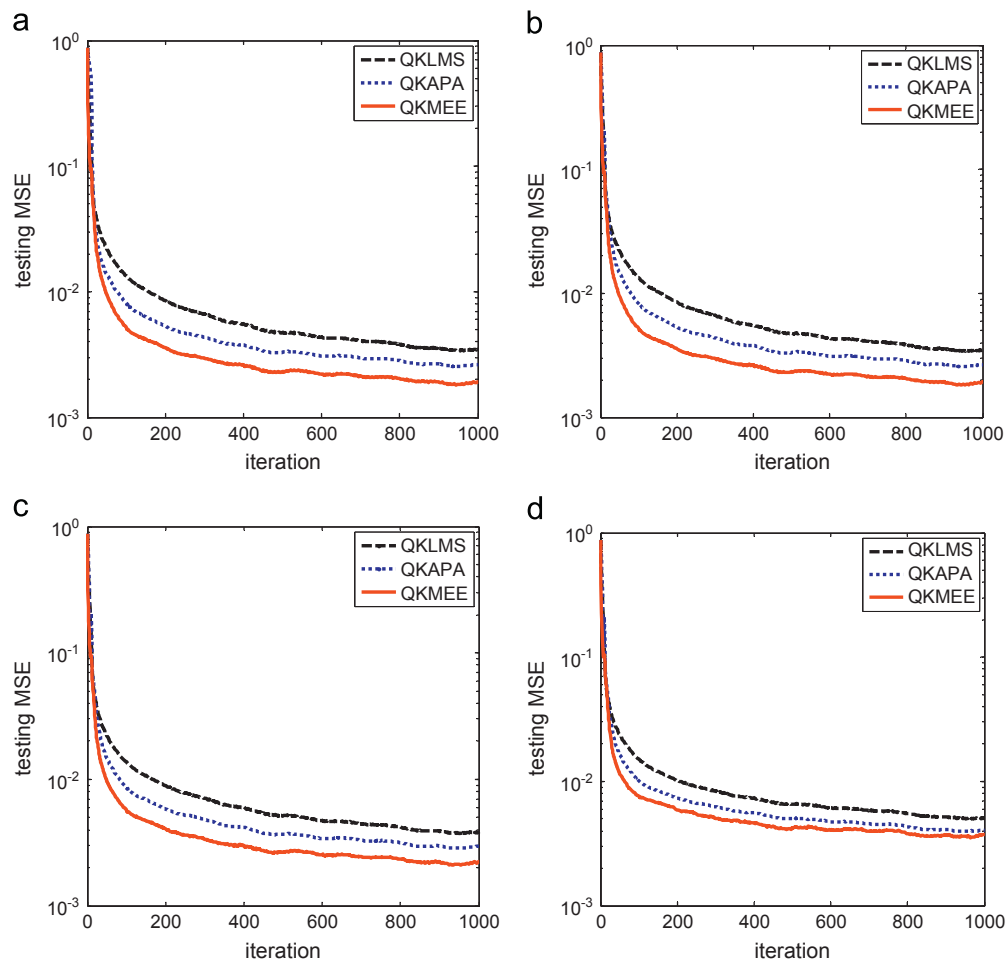 a
10^0
10^-1
10^-2
10^-3
testing MSE
QKLMS
QKAPA
QKMEE
0 200 400 600 800 1000
iteration
b
10^0
10^-1
10^-2
10^-3
testing MSE
QKLMS
QKAPA
QKMEE
0 200 400 600 800 1000
iteration
c
10^0
10^-1
10^-2
10^-3
testing MSE
QKLMS
QKAPA
QKMEE
0 200 400 600 800 1000
iteration
d
10^0
10^-1
10^-2
10^-3
testing MSE
QKLMS
QKAPA
QKMEE
0 200 400 600 800 1000
iteration